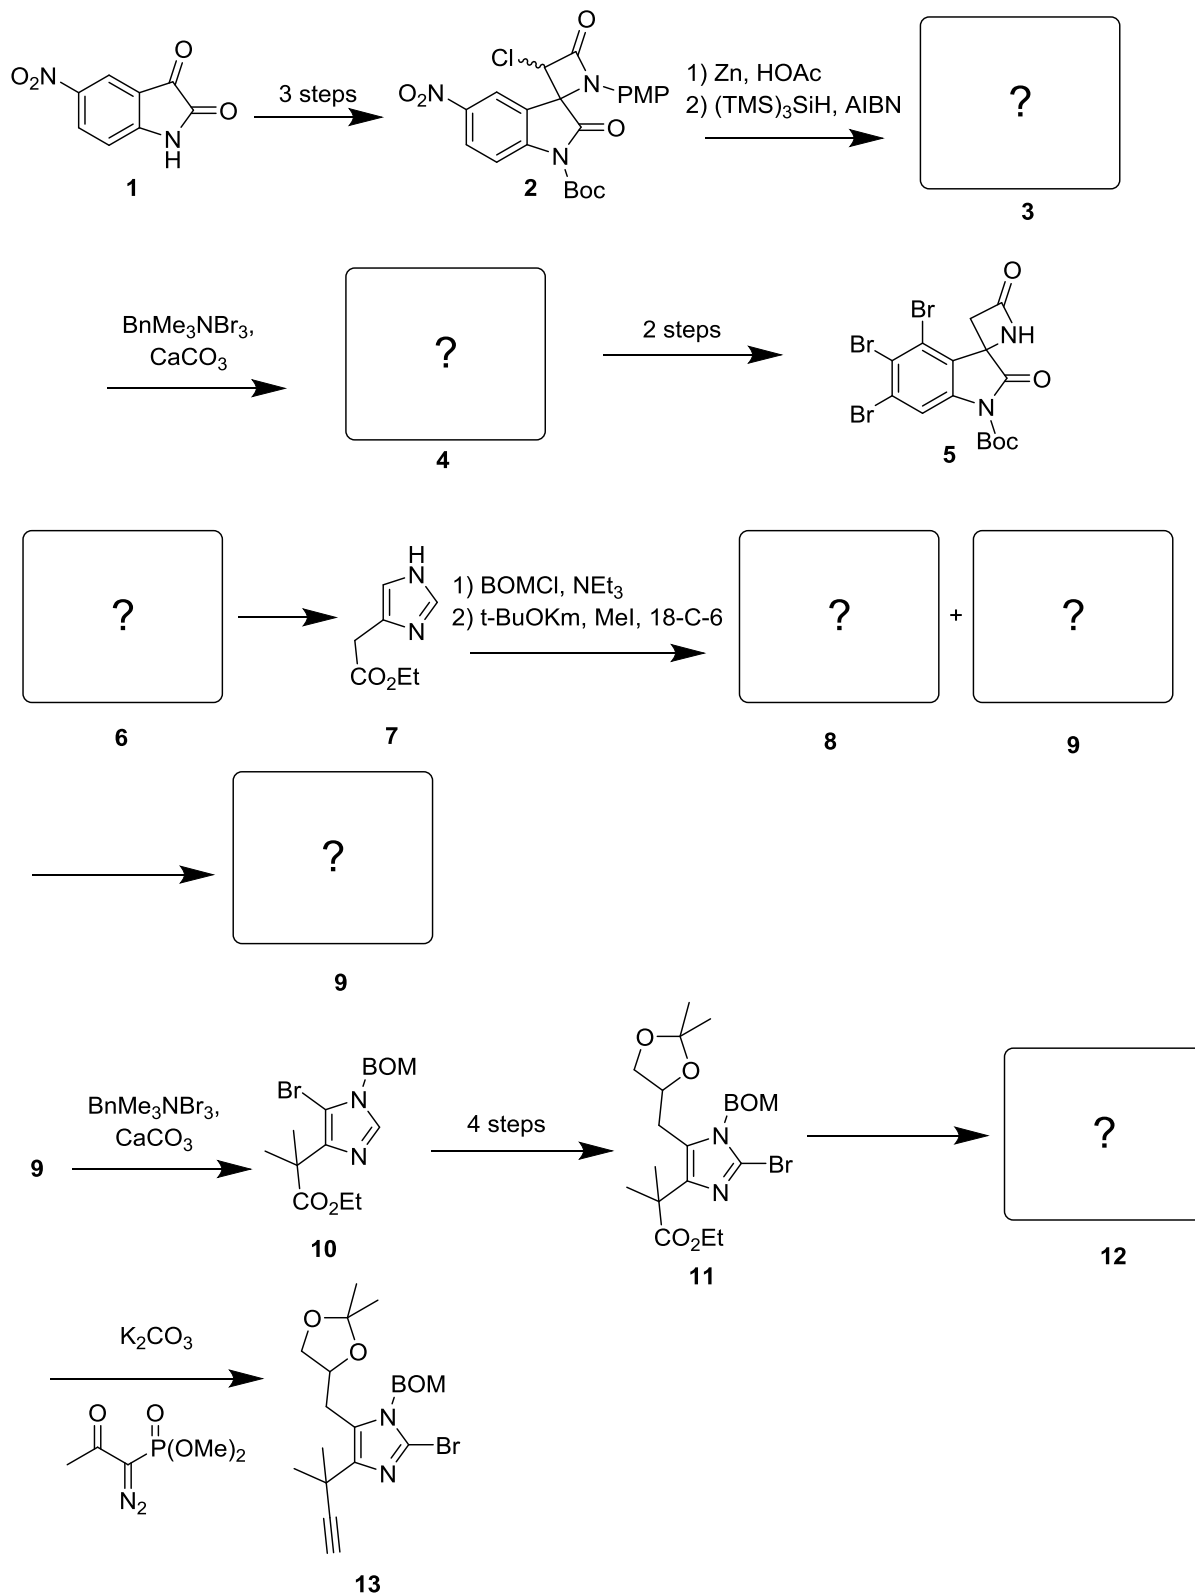 O₂N
O
O
N
H
1
3 steps
O
Cl
N
PMP
O₂N
O
N
Boc
2
1) Zn, HOAc
2) (TMS)₃SiH, AIBN
?
3
BnMe₃NBr₃,
CaCO₃
?
4
2 steps
O
Br
NH
Br
O
Br
N
Boc
5
?
6
H
N
N
CO₂Et
7
1) BOMCl, NEt₃
2) t-BuOKm, MeI, 18-C-6
?
8
+
?
9
?
9
9
BnMe₃NBr₃,
CaCO₃
BOM
Br
N
N
CO₂Et
10
4 steps
O
O
BOM
N
Br
N
CO₂Et
11
?
12
K₂CO₃
O
O
P(OMe)₂
N₂
O
O
BOM
N
Br
N
13